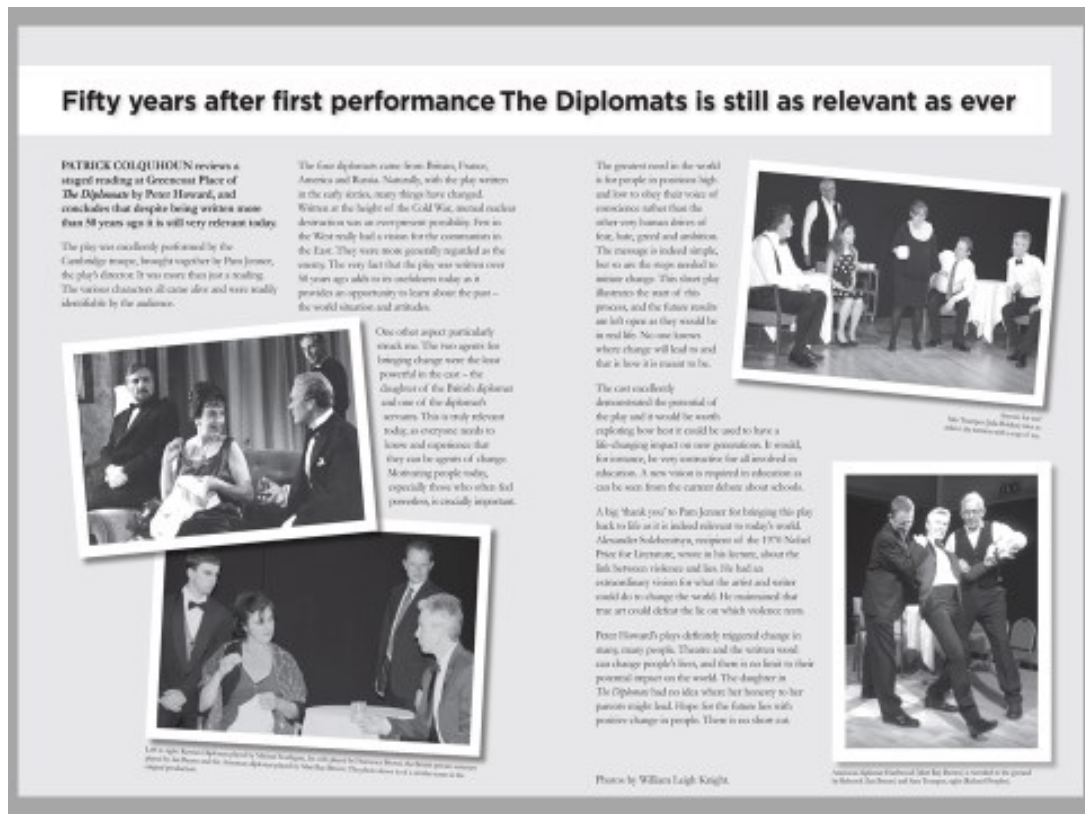 Fifty years after first performance The Diplomats is still as relevant as ever
PATRICK COLQUHOUN reviews a
staged reading at Greencoat Place of
The Diplomats by Peter Howard, and
concludes that despite being written more
than 50 years ago it is still very relevant today.
The play was excellently performed by the
Cambridge troupe, brought together by Pam Jenner,
the play's director. It was more than just a reading.
The various characters all came alive and were readily
identifiable by the audience.
The four diplomats came from Britain, France,
America and Russia. Naturally, with the play written
in the early sixties, many things have changed.
Written at the height of the Cold War, mutual nuclear
destruction was an ever-present possibility. Few in
the West really had a vision for the communists in
the East. They were more generally regarded as the
enemy. The very fact that the play was written over
50 years ago adds to its usefulness today as it
provides an opportunity to learn about the past –
the world situation and attitudes.
One other aspect particularly
struck me. The two agents for
bringing change were the least
powerful in the cast – the
daughter of the British diplomat
and one of the diplomat's
servants. This is truly relevant
today, as everyone needs to
know and experience that
they can be agents of change.
Motivating people today,
especially those who often feel
powerless, is crucially important.
The greatest need in the world
is for people in positions high
and low to obey their voice of
conscience rather than the
other very human drives of
fear, hate, greed and ambition.
The message is indeed simple,
but so are the steps needed to
initiate change. This short play
illustrates the start of this
process, and the future results
are left open as they would be
in real life. No one knows
where change will lead to and
that is how it is meant to be.
The cast excellently
demonstrated the potential of
the play and it would be worth
exploring how best it could be used to have a
life-changing impact on new generations. It would,
for instance, be very instructive for all involved in
education. A new vision is required in education as
can be seen from the current debate about schools.
A big 'thank you' to Pam Jenner for bringing this play
back to life as it is indeed relevant to today's world.
Alexander Solzhenitsyn, recipient of the 1970 Nobel
Prize for Literature, wrote in his lecture, about the
link between violence and lies. He had an
extraordinary vision for what the artist and writer
could do to change the world. He maintained that
true art could defeat the lie on which violence rests.
Peter Howard's plays definitely triggered change in
many, many people. Theatre and the written word
can change people's lives, and there is no limit to their
potential impact on the world. The daughter in
The Diplomats had no idea where her honesty to her
parents might lead. Hope for the future lies with
positive change in people. There is no short cut.
Photos by William Leigh Knight.